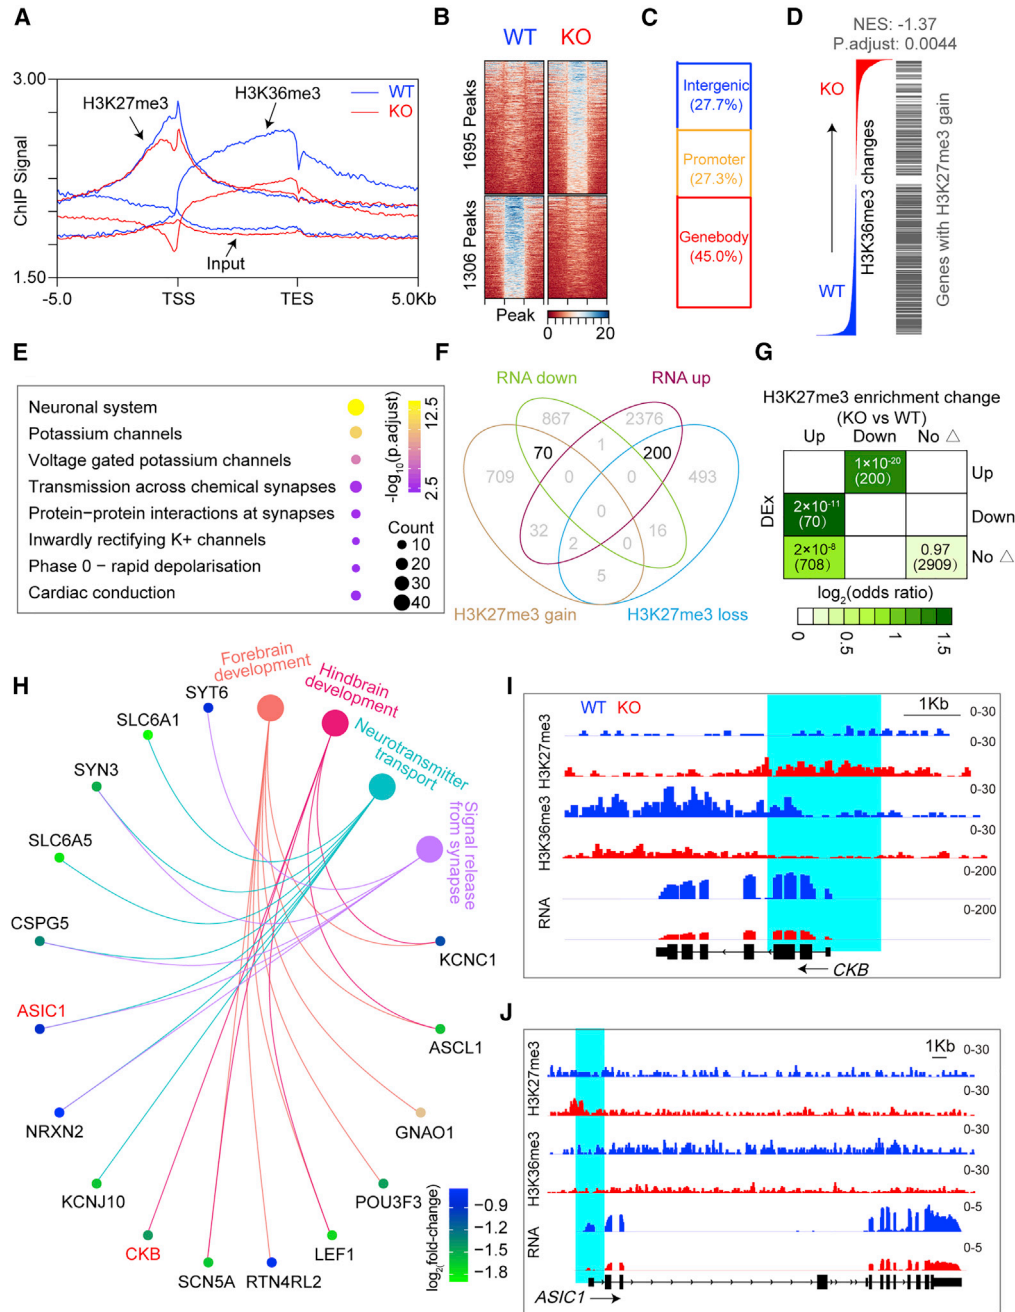 A
3.00
H3K27me3
H3K36me3
WT
KO
ChIP Signal
Input
1.50
-5.0
TSS
TES
5.0Kb
B
WT
KO
1695 Peaks
1306 Peaks
Peak
0
20
C
Intergenic
(27.7%)
Promoter
(27.3%)
Genebody
(45.0%)
D
NES: -1.37
P.adjust: 0.0044
KO
WT
H3K36me3 changes
Genes with H3K27me3 gain
E
Neuronal system
Potassium channels
Voltage gated potassium channels
Transmission across chemical synapses
Protein−protein interactions at synapses
Inwardly rectifying K+ channels
Phase 0 − rapid depolarisation
Cardiac conduction
-log10(p.adjust)
12.5
2.5
Count
10
20
30
40
F
RNA down
RNA up
867
2376
1
70
200
709
0
0
493
0
32
16
2
0
5
H3K27me3 gain
H3K27me3 loss
G
H3K27me3 enrichment change
(KO vs WT)
Up
Down
No △
1×10-20
(200)
Up
DEx
2×10-11
(70)
Down
2×10-8
(708)
0.97
(2909)
No △
log2(odds ratio)
0
0.5
1
1.5
H
Forebrain
development
Hindbrain
development
Neurotransmitter
transport
Signal release
from synapse
SYT6
SLC6A1
SYN3
SLC6A5
CSPG5
ASIC1
NRXN2
KCNJ10
CKB
SCN5A
RTN4RL2
LEF1
POU3F3
GNAO1
ASCL1
KCNC1
log2(fold-change)
−0.9
−1.2
−1.5
−1.8
I
WT
KO
1Kb
0-30
H3K27me3
0-30
0-30
H3K36me3
0-30
0-200
RNA
0-200
CKB
J
1Kb
0-30
H3K27me3
0-30
0-30
H3K36me3
0-30
0-5
RNA
0-5
ASIC1